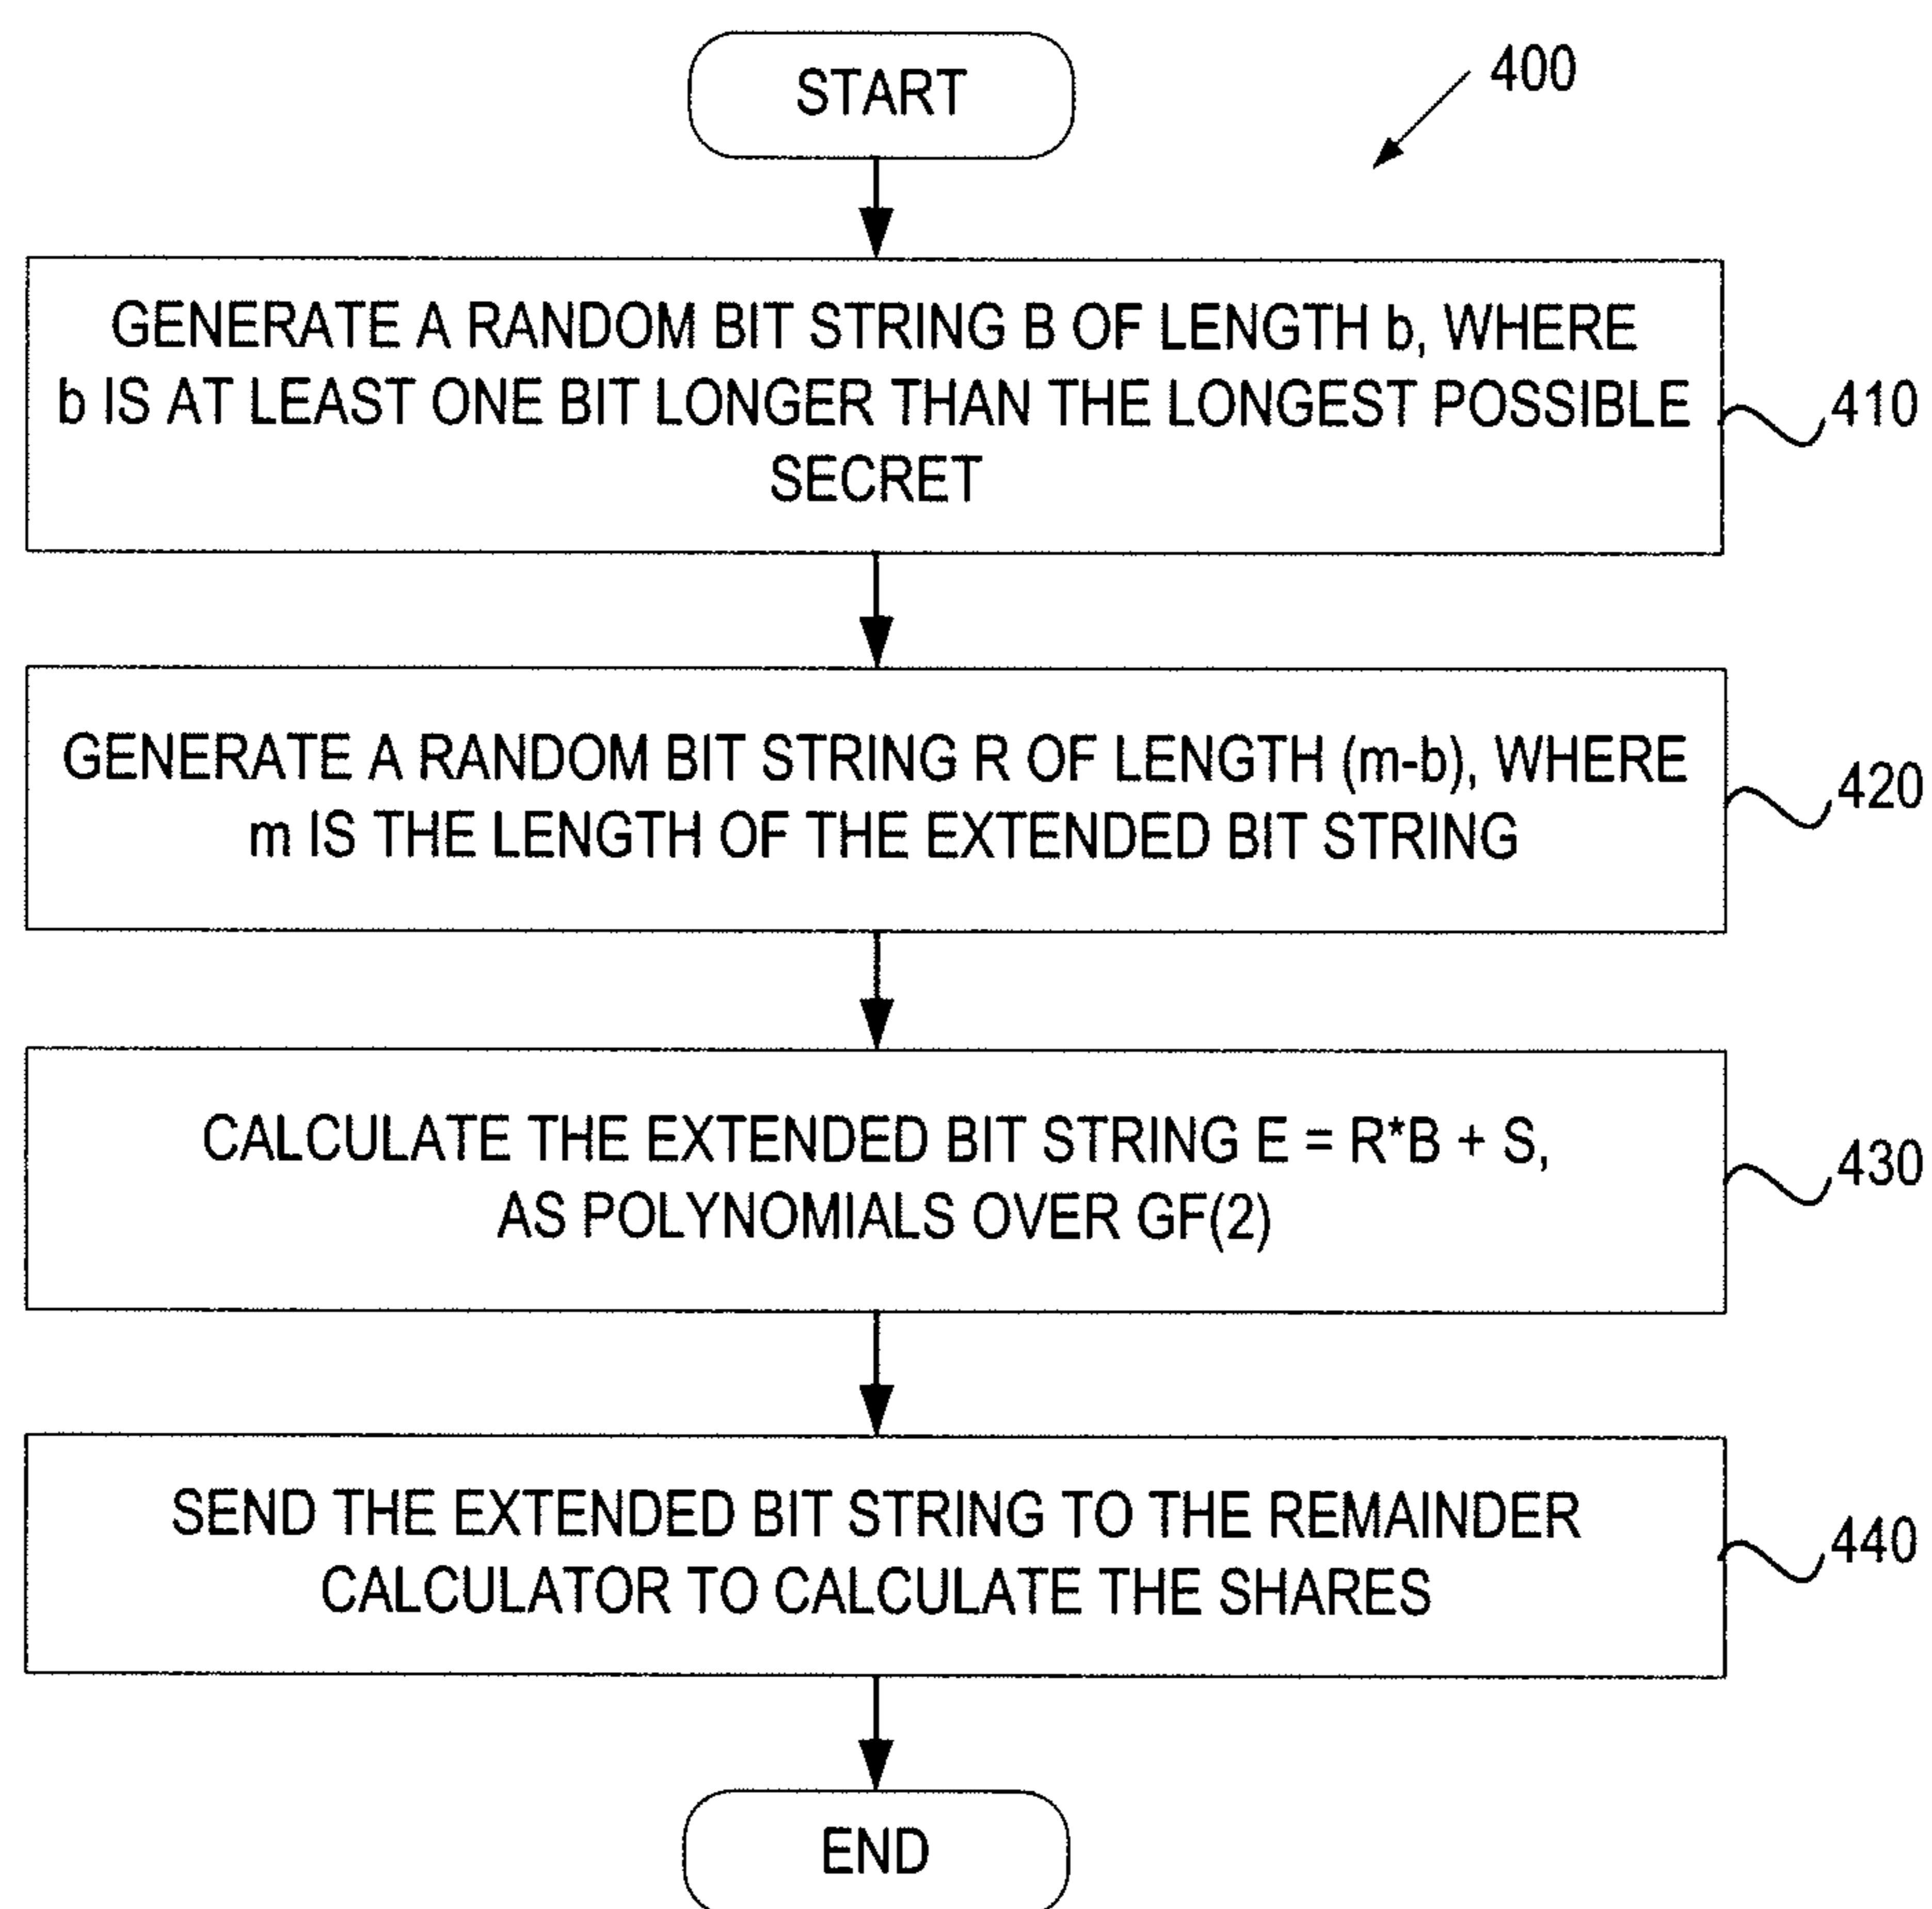 START
400
GENERATE A RANDOM BIT STRING B OF LENGTH b, WHERE
b IS AT LEAST ONE BIT LONGER THAN THE LONGEST POSSIBLE
SECRET
410
GENERATE A RANDOM BIT STRING R OF LENGTH (m-b), WHERE
m IS THE LENGTH OF THE EXTENDED BIT STRING
420
CALCULATE THE EXTENDED BIT STRING E = R*B + S,
AS POLYNOMIALS OVER GF(2)
430
SEND THE EXTENDED BIT STRING TO THE REMAINDER
CALCULATOR TO CALCULATE THE SHARES
440
END